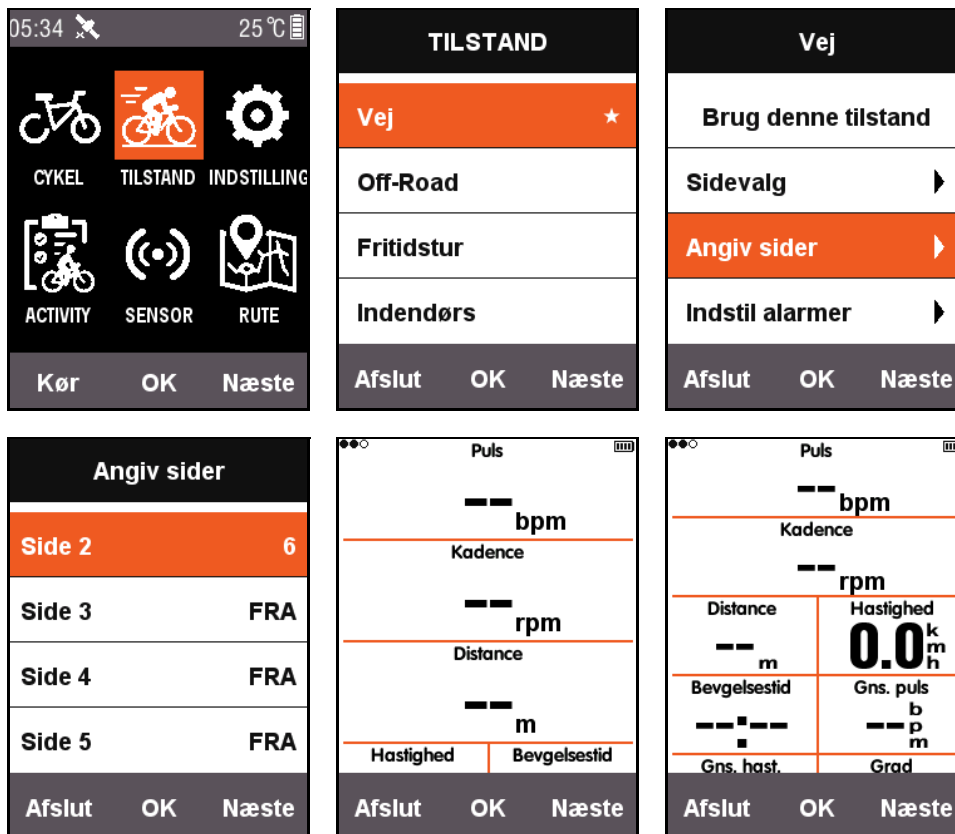 05:34 25℃
CYKEL TILSTAND INDSTILLING
ACTIVITY SENSOR RUTE
Kør OK Næste
TILSTAND
Vej
Off-Road
Fritidstur
Indendørs
Afslut OK Næste
Vej
Brug denne tilstand
Sidevalg
Angiv sider
Indstil alarmer
Afslut OK Næste
Angiv sider
Side 2 6
Side 3 FRA
Side 4 FRA
Side 5 FRA
Afslut OK Næste
Puls
-- bpm
Kadence
-- rpm
Distance
-- m
Hastighed Bevgelsestid
Afslut OK Næste
Puls
-- bpm
Kadence
-- rpm
Distance Hastighed
-- m 0.0 kmh
Bevgelsestid Gns. puls
--:-- -- bpm
Gns. hast. Grad
Afslut OK Næste